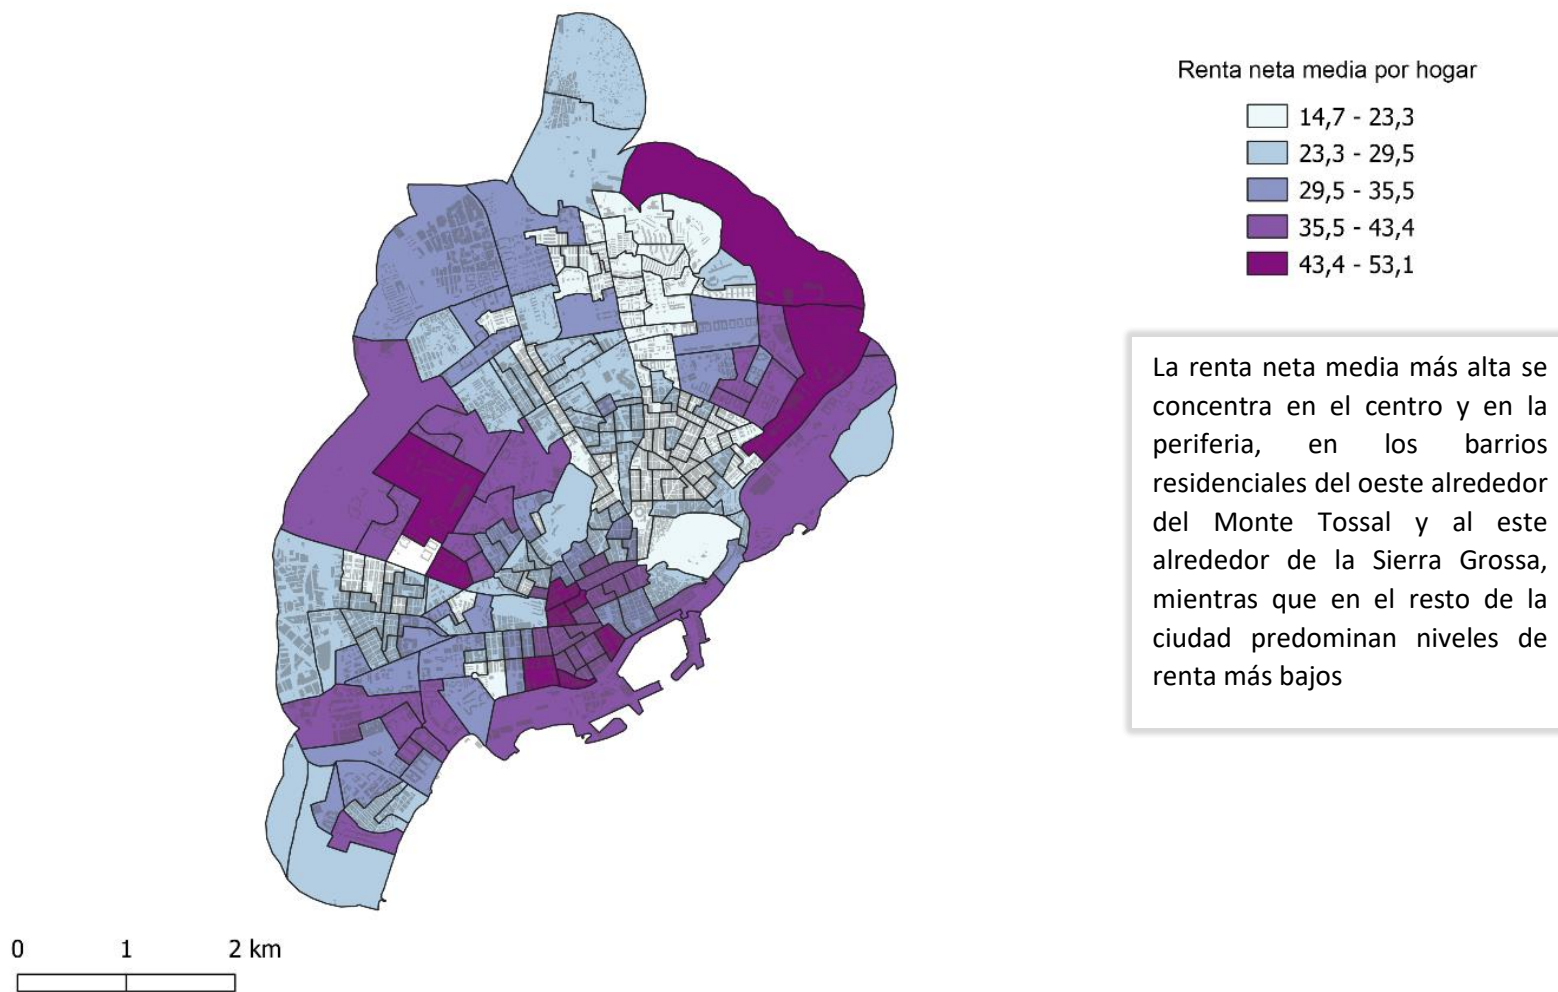 Renta neta media por hogar
14,7 - 23,3
23,3 - 29,5
29,5 - 35,5
35,5 - 43,4
43,4 - 53,1
La renta neta media más alta se
concentra en el centro y en la
periferia, en los barrios
residenciales del oeste alrededor
del Monte Tossal y al este
alrededor de la Sierra Grossa,
mientras que en el resto de la
ciudad predominan niveles de
renta más bajos
0 1 2 km